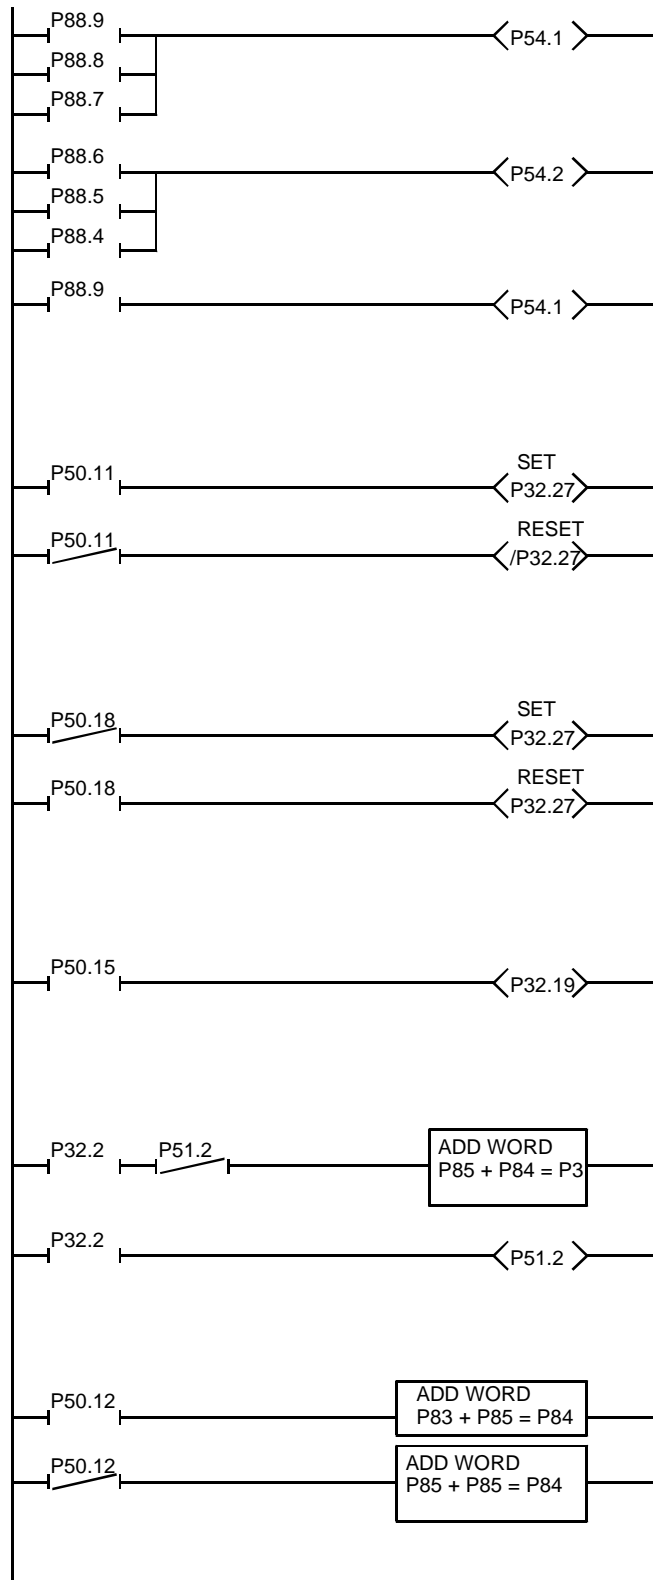 P88.9
P54.1
P88.8
P88.7
P88.6
P54.2
P88.5
P88.4
P88.9
P54.1
P50.11
SET
P32.27
P50.11
RESET
/P32.27
P50.18
SET
P32.27
P50.18
RESET
P32.27
P50.15
P32.19
P32.2
P51.2
ADD WORD
P85 + P84 = P3
P32.2
P51.2
P50.12
ADD WORD
P83 + P85 = P84
P50.12
ADD WORD
P85 + P85 = P84